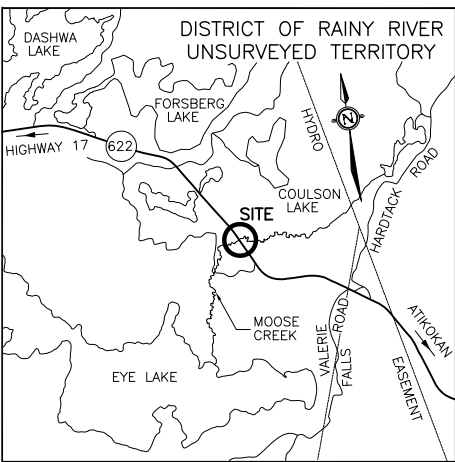 DISTRICT OF RAINY RIVER
UNSURVEYED TERRITORY
DASHWA
LAKE
FORSBERG
LAKE
HYDRO
N
HIGHWAY 17
622
HARDTACK ROAD
COULSON
LAKE
SITE
MOOSE
CREEK
VALERIE
FALLS ROAD
ATIKOKAN
EYE LAKE
EASEMENT